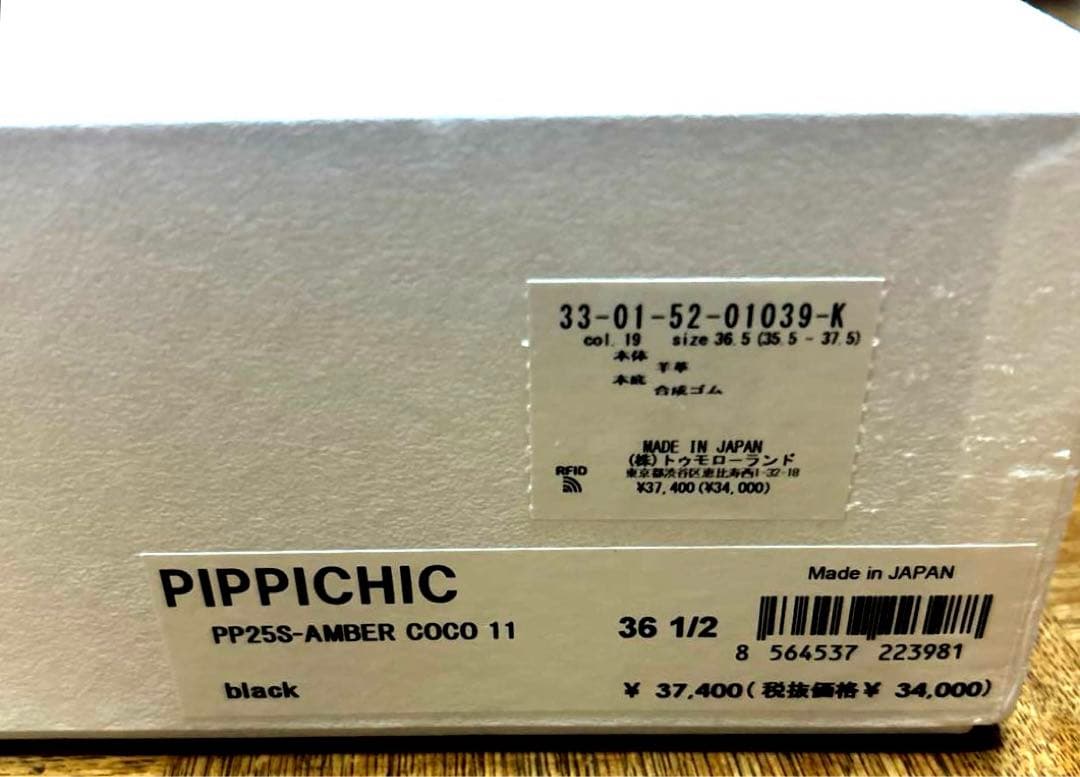 33-01-52-01039-K
col. 19 size 36.5 (35.5 - 37.5)
本体
羊革
本底
合成ゴム
MADE IN JAPAN
(株)トゥモローランド
RFID
東京都渋谷区恵比寿西1-32-18
¥37,400(¥34,000)
PIPPICHIC
Made in JAPAN
PP25S-AMBER COCO 11
36 1/2
8 564537 223981
black
¥ 37,400(税抜価格¥ 34,000)